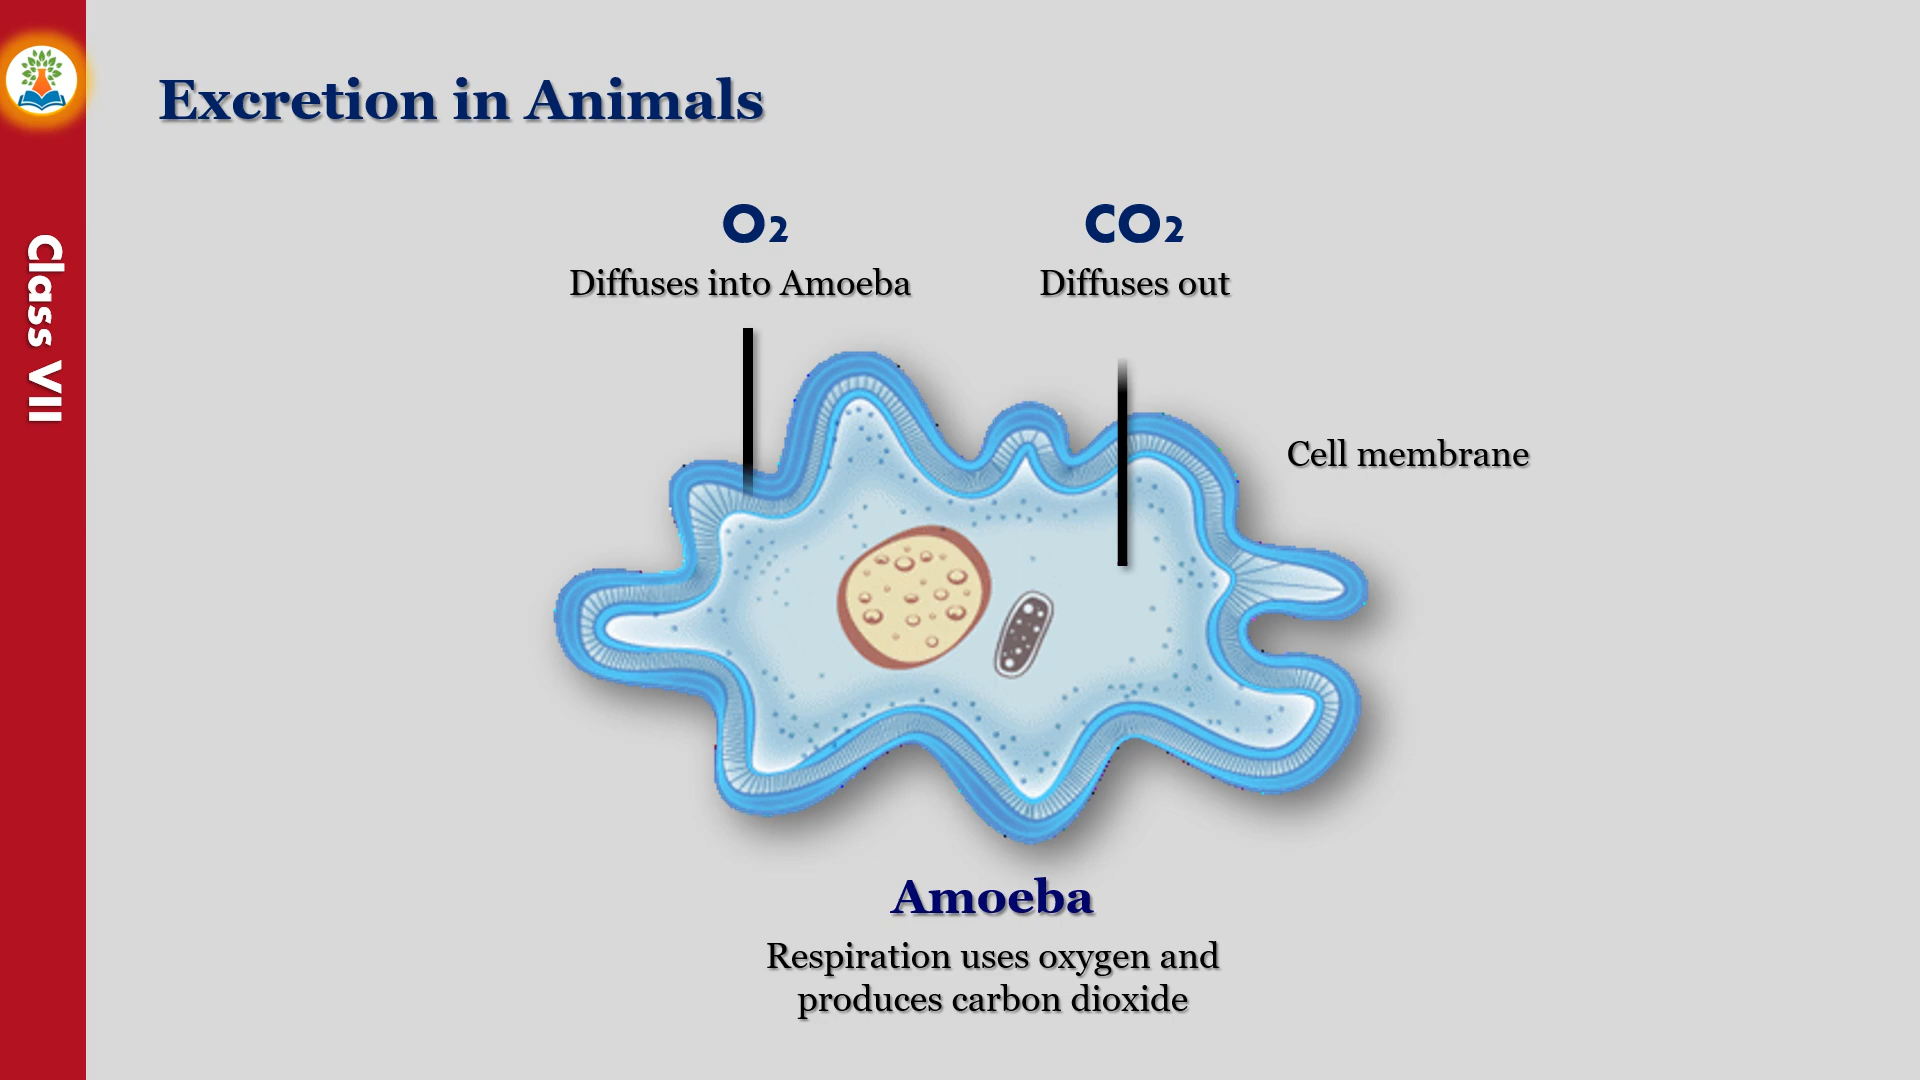 Class VII
Excretion in Animals
O2
Diffuses into Amoeba
CO2
Diffuses out
Cell membrane
Amoeba
Respiration uses oxygen and
produces carbon dioxide